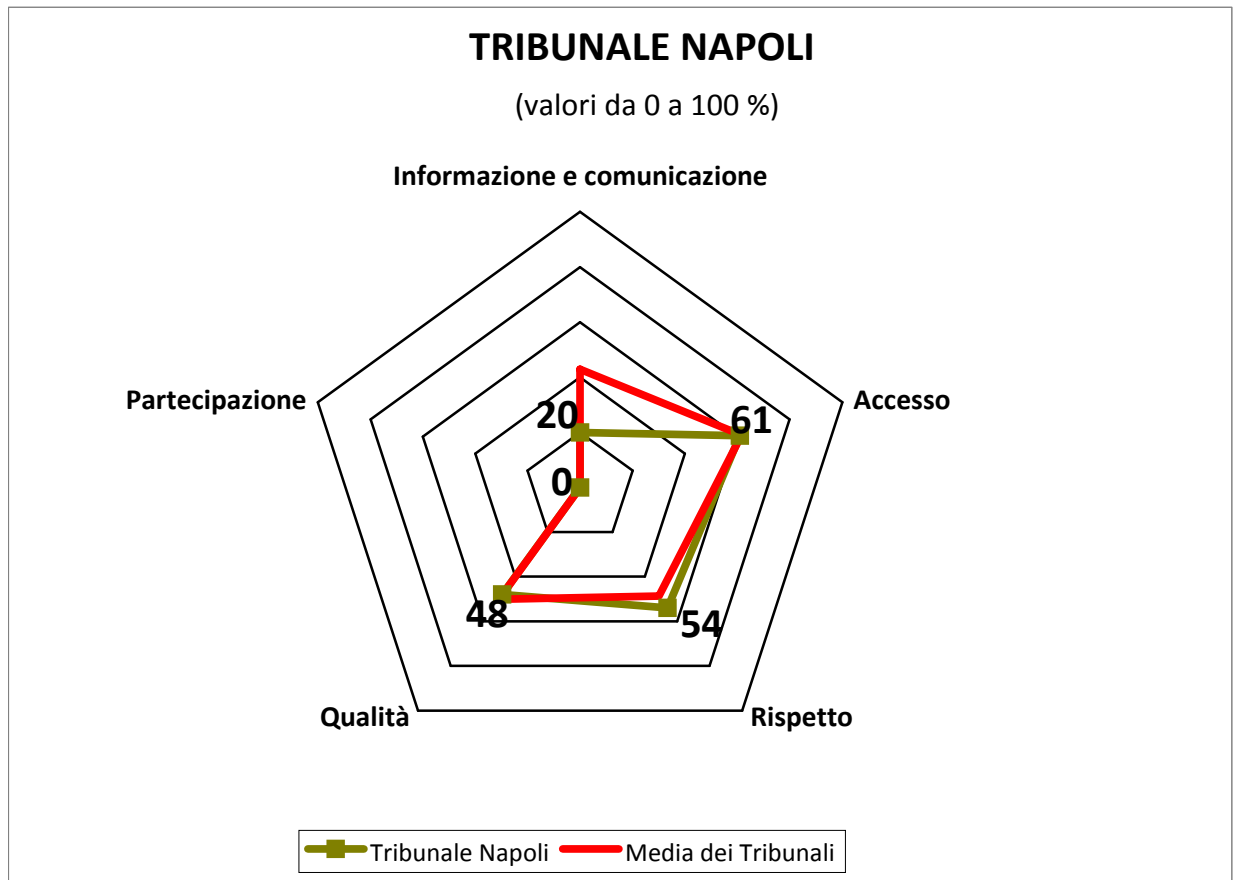 TRIBUNALE NAPOLI
(valori da 0 a 100 %)
Informazione e comunicazione
Partecipazione
Accesso
20
61
0
48
54
Qualità
Rispetto
Tribunale Napoli
Media dei Tribunali